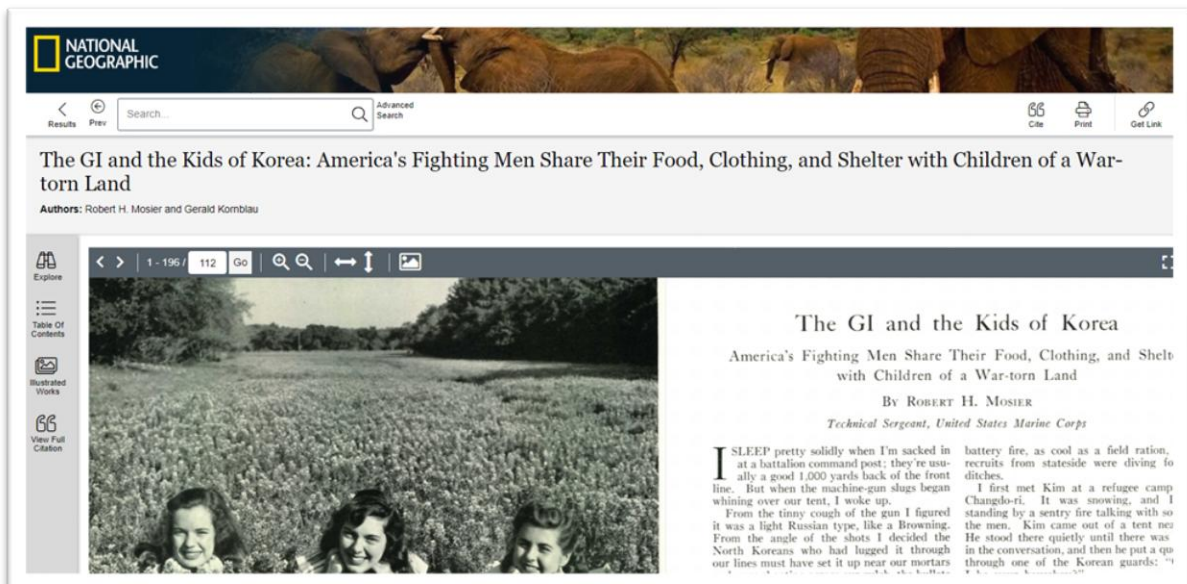 NATIONAL
GEOGRAPHIC
Results
Prev
Search...
Advanced
Search
Cite
Print
Get Link
The GI and the Kids of Korea: America's Fighting Men Share Their Food, Clothing, and Shelter with Children of a War-
torn Land
Authors: Robert H. Mosier and Gerald Kornblau
Explore
Table Of
Contents
Illustrated
Works
View Full
Citation
1 - 196 / 112 Go
The GI and the Kids of Korea
America's Fighting Men Share Their Food, Clothing, and Shelt
with Children of a War-torn Land
By Robert H. Mosier
Technical Sergeant, United States Marine Corps
I SLEEP pretty solidly when I'm sacked in
at a battalion command post; they're usu-
ally a good 1,000 yards back of the front
line. But when the machine-gun slugs began
whining over our tent, I woke up.
From the tiny cough of the gun I figured
it was a light Russian type, like a Browning.
From the angle of the shots I decided the
North Koreans who had lugged it through
our lines must have set it up near our mortars
battery fire, as cool as a field ration,
recruits from stateside were diving fo
ditches.
I first met Kim at a refugee camp
Changdo-ri. It was snowing, and I
standing by a sentry fire talking with so
the men. Kim came out of a tent nea
He stood there quietly until there was
in the conversation, and then he put a qu
through one of the Korean guards: